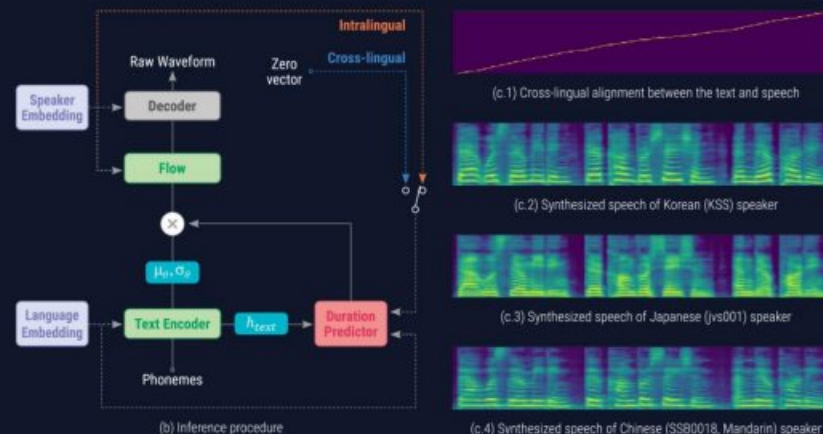 Intralingual
Cross-lingual
Raw Waveform
Zero
vector
Speaker
Embedding
Decoder
Flow
×
μθ, σθ
Language
Embedding
Text Encoder
h_text
Duration
Predictor
Phonemes
(b) Inference procedure
(c.1) Cross-lingual alignment between the text and speech
(c.2) Synthesized speech of Korean (KSS) speaker
(c.3) Synthesized speech of Japanese (jvs001) speaker
(c.4) Synthesized speech of Chinese (SSB0018, Mandarin) speaker